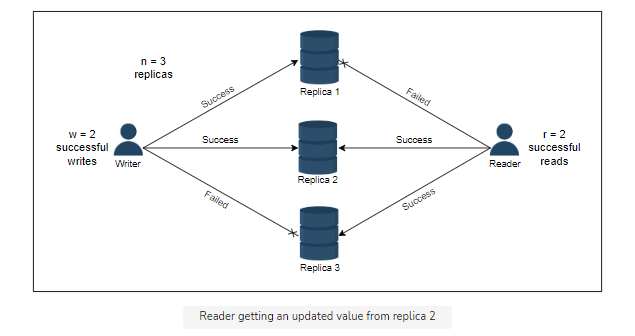 n = 3
replicas
Replica 1
Success
Failed
w = 2
successful
writes
Writer
Success
Success
Reader
r = 2
successful
reads
Replica 2
Failed
Success
Replica 3
Reader getting an updated value from replica 2